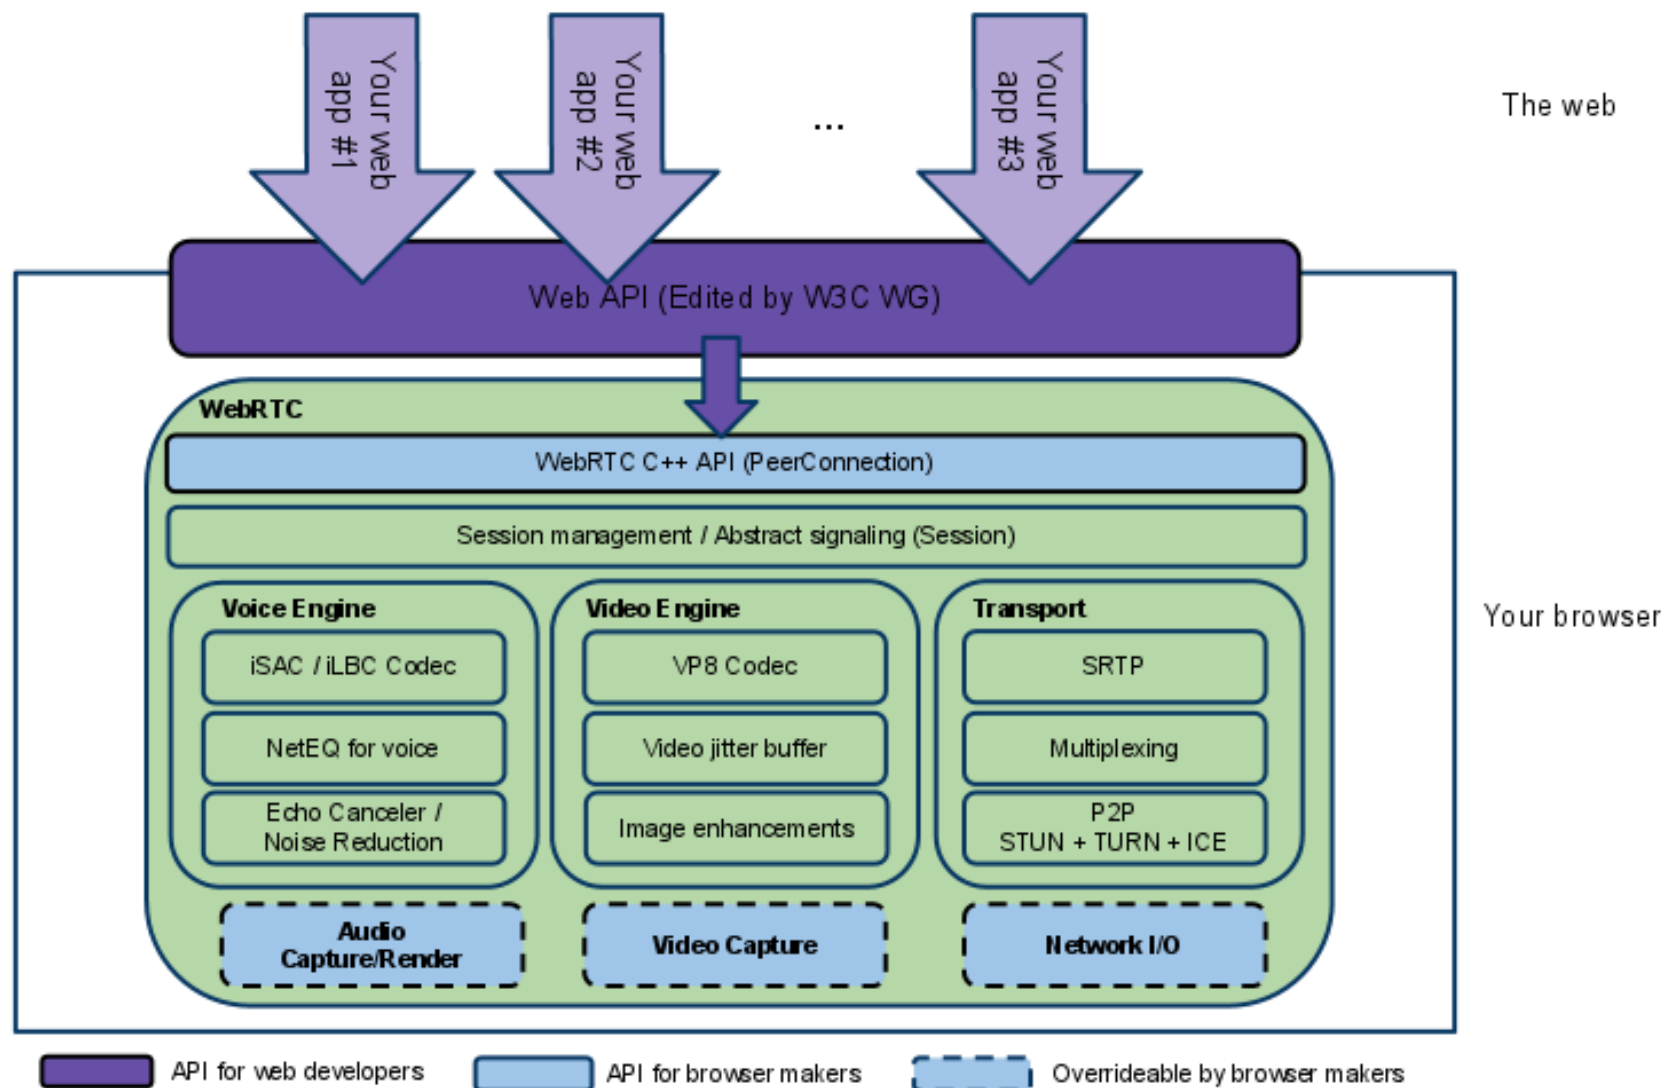 Your web
app #1
Your web
app #2
...
Your web
app #3
The web
Web API (Edited by W3C WG)
WebRTC
WebRTC C++ API (PeerConnection)
Session management / Abstract signaling (Session)
Voice Engine
iSAC / iLBC Codec
NetEQ for voice
Echo Canceler /
Noise Reduction
Video Engine
VP8 Codec
Video jitter buffer
Image enhancements
Transport
SRTP
Multiplexing
P2P
STUN + TURN + ICE
Your browser
Audio
Capture/Render
Video Capture
Network I/O
API for web developers
API for browser makers
Overrideable by browser makers